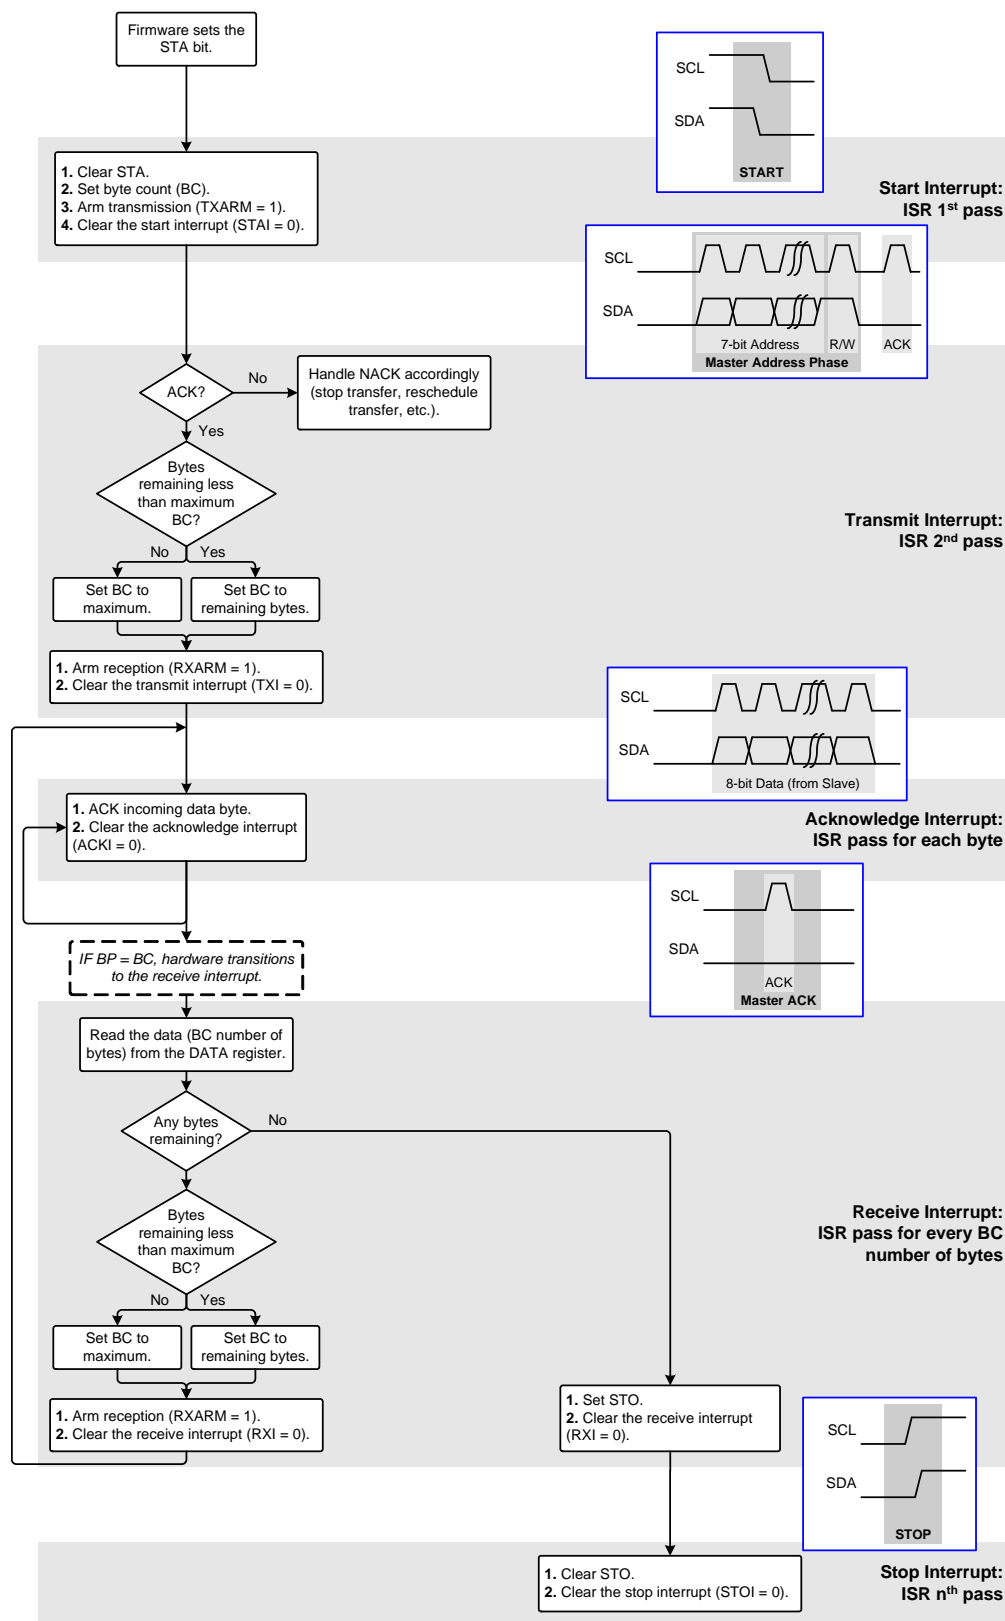 Firmware sets the
STA bit.
SCL
SDA
START
1. Clear STA.
2. Set byte count (BC).
3. Arm transmission (TXARM = 1).
4. Clear the start interrupt (STAI = 0).
Start Interrupt:
ISR 1st pass
SCL
SDA
7-bit Address
R/W
ACK
Master Address Phase
ACK?
No
Handle NACK accordingly
(stop transfer, reschedule
transfer, etc.).
Yes
Bytes
remaining less
than maximum
BC?
Transmit Interrupt:
ISR 2nd pass
No
Yes
Set BC to
maximum.
Set BC to
remaining bytes.
1. Arm reception (RXARM = 1).
2. Clear the transmit interrupt (TXI = 0).
SCL
SDA
8-bit Data (from Slave)
1. ACK incoming data byte.
2. Clear the acknowledge interrupt
(ACKI = 0).
Acknowledge Interrupt:
ISR pass for each byte
SCL
SDA
ACK
Master ACK
IF BP = BC, hardware transitions
to the receive interrupt.
Read the data (BC number of
bytes) from the DATA register.
Any bytes
remaining?
No
Bytes
remaining less
than maximum
BC?
Receive Interrupt:
ISR pass for every BC
number of bytes
No
Yes
Set BC to
maximum.
Set BC to
remaining bytes.
1. Arm reception (RXARM = 1).
2. Clear the receive interrupt (RXI = 0).
1. Set STO.
2. Clear the receive interrupt
(RXI = 0).
SCL
SDA
STOP
1. Clear STO.
2. Clear the stop interrupt (STOI = 0).
Stop Interrupt:
ISR nth pass